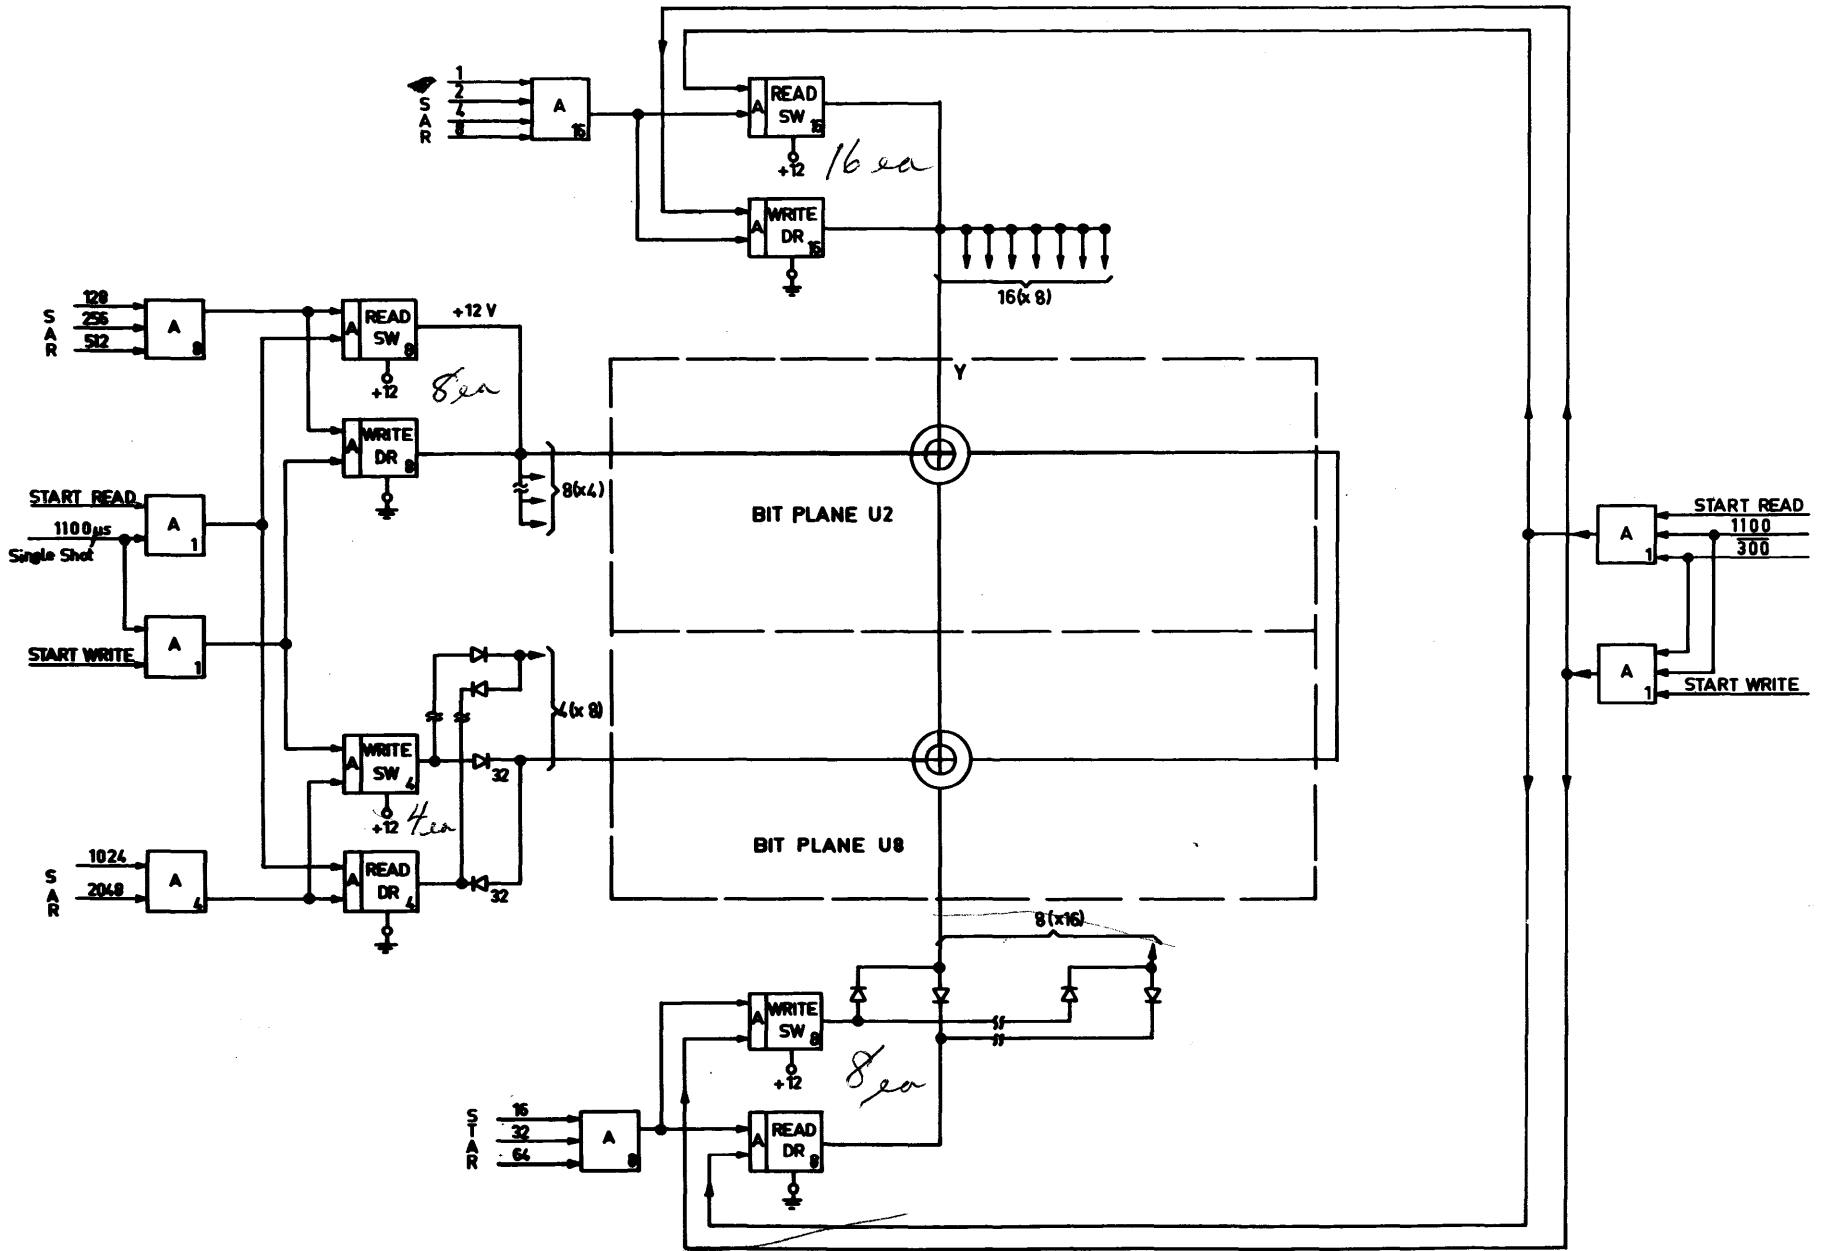 1
2
4
8
S
A
R
A
16
A
READ
SW
16
+12
16 ea
A
WRITE
DR
16
16(x 8)
128
256
512
S
A
R
A
8
A
READ
SW
8
+12
+12 V
8 ea
A
WRITE
DR
8
8(x4)
Y
BIT PLANE U2
START READ
1100μs
Single Shot
A
1
START WRITE
A
1
START READ
1100
300
A
1
START WRITE
A
1
4(x 8)
A
WRITE
SW
4
+12
4 ea
32
BIT PLANE U8
1024
2048
S
A
R
A
4
A
READ
DR
4
32
8(x16)
A
WRITE
SW
8
+12
8 ea
16
32
64
S
T
A
R
A
8
A
READ
DR
8